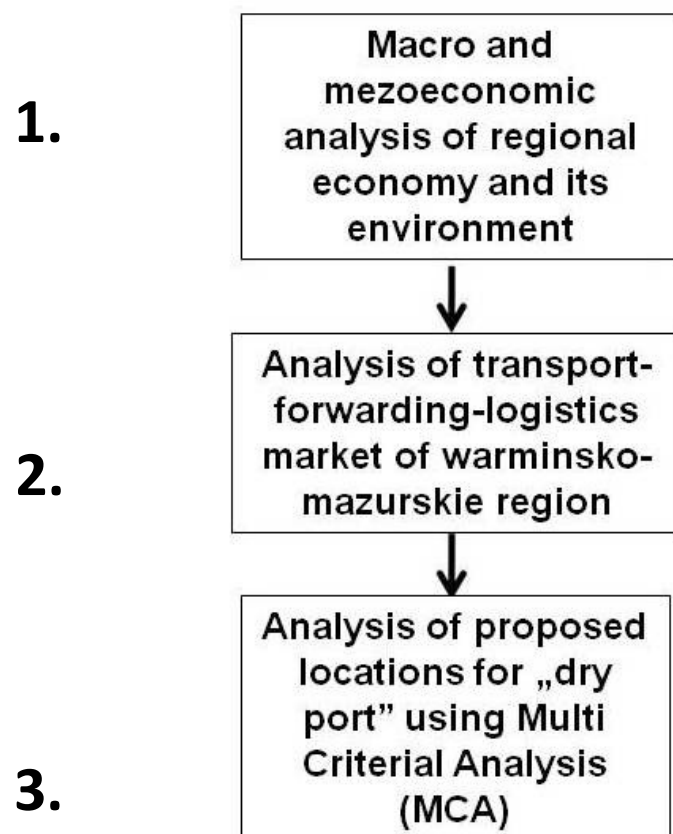 1.
Macro and
mezoeconomic
analysis of regional
economy and its
environment
2.
Analysis of transport-
forwarding-logistics
market of warminsko-
mazurskie region
3.
Analysis of proposed
locations for „dry
port” using Multi
Criterial Analysis
(MCA)